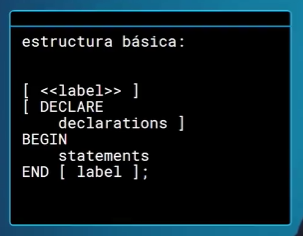 estructura básica:
[ <<label>> ]
[ DECLARE
    declarations ]
BEGIN
    statements
END [ label ];